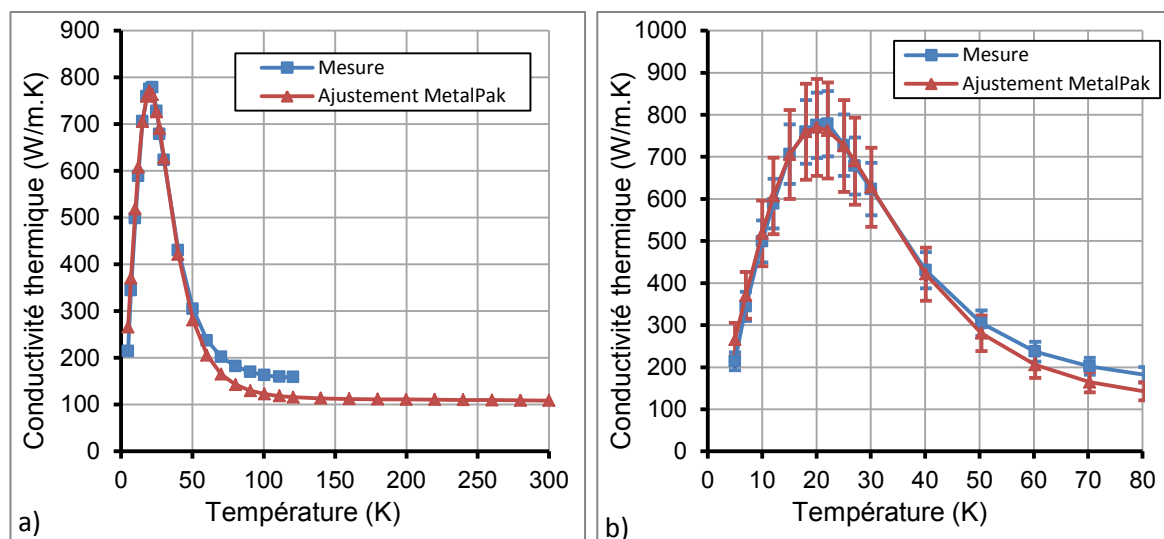 Conductivité thermique (W/m.K)
900
800
700
600
500
400
300
200
100
0
Mesure
Ajustement MetalPak
0 50 100 150 200 250 300
Température (K)
a)
Conductivité thermique (W/m.K)
1000
900
800
700
600
500
400
300
200
100
0
Mesure
Ajustement MetalPak
0 10 20 30 40 50 60 70 80
Température (K)
b)